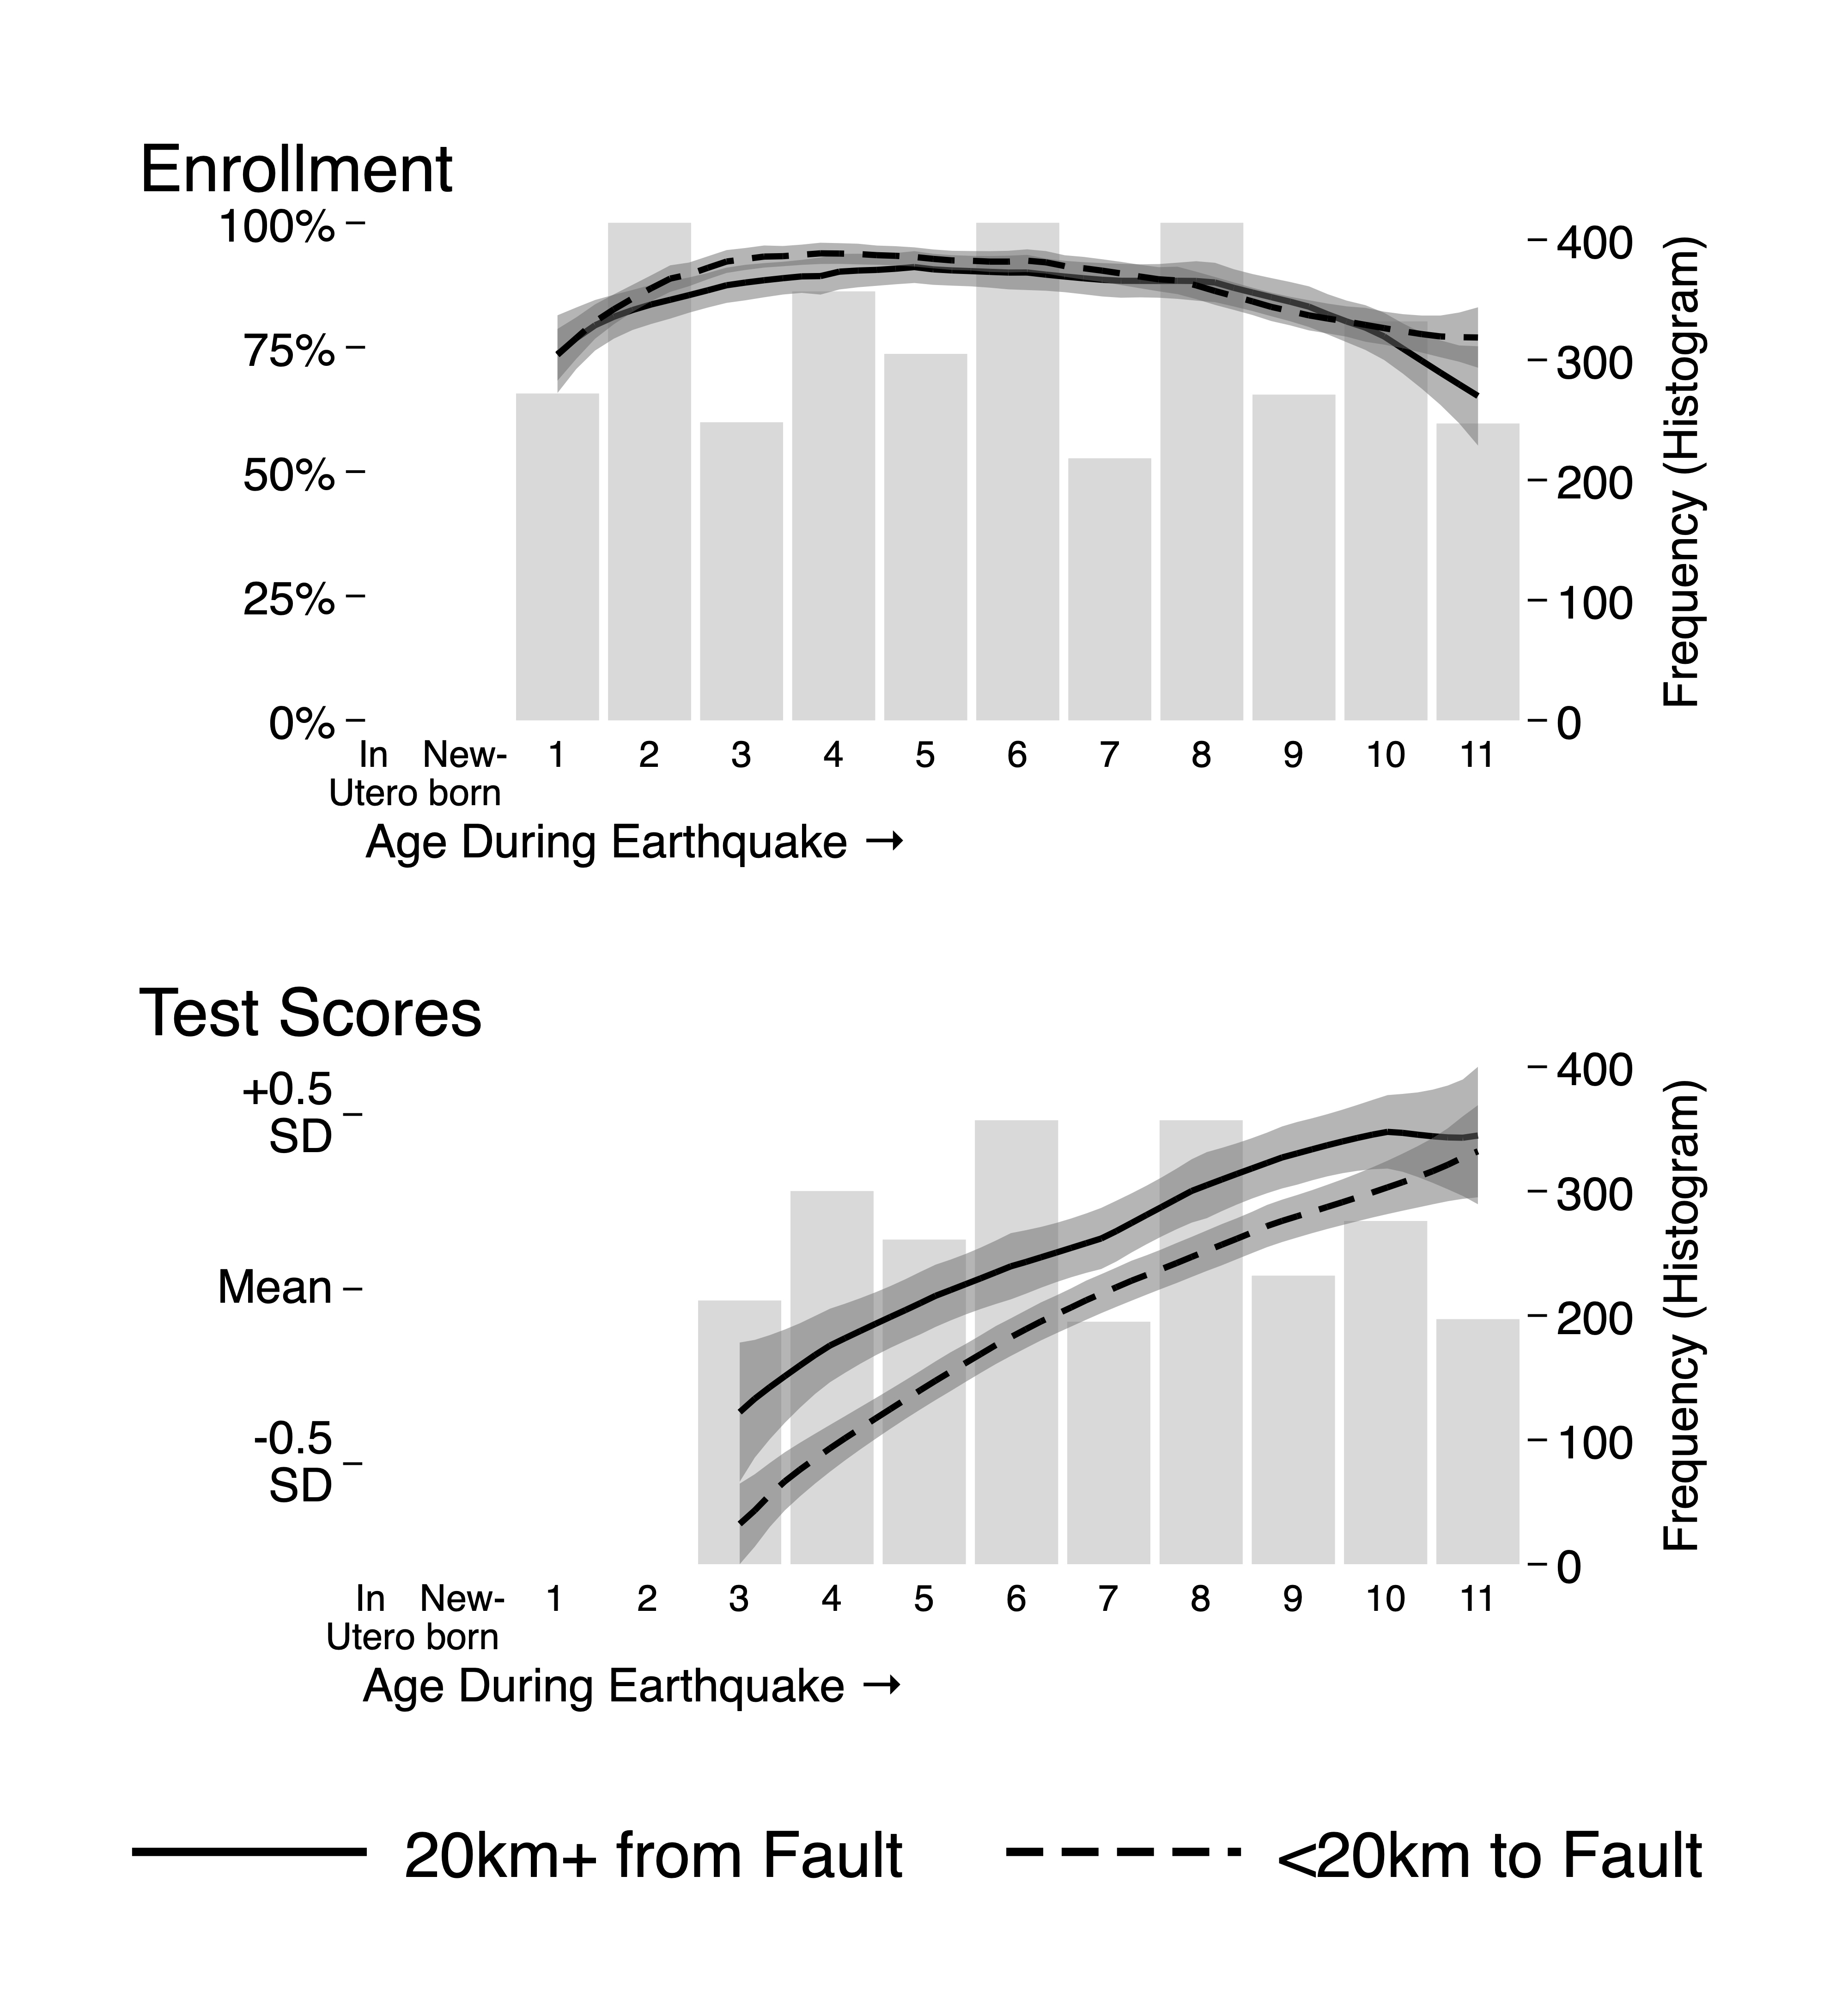 Enrollment
100%
75%
50%
25%
0%
400
300
200
100
0
Frequency (Histogram)
In New- 1 2 3 4 5 6 7 8 9 10 11
Utero born
Age During Earthquake →
Test Scores
+0.5
SD
Mean
-0.5
SD
400
300
200
100
0
Frequency (Histogram)
In New- 1 2 3 4 5 6 7 8 9 10 11
Utero born
Age During Earthquake →
20km+ from Fault <20km to Fault